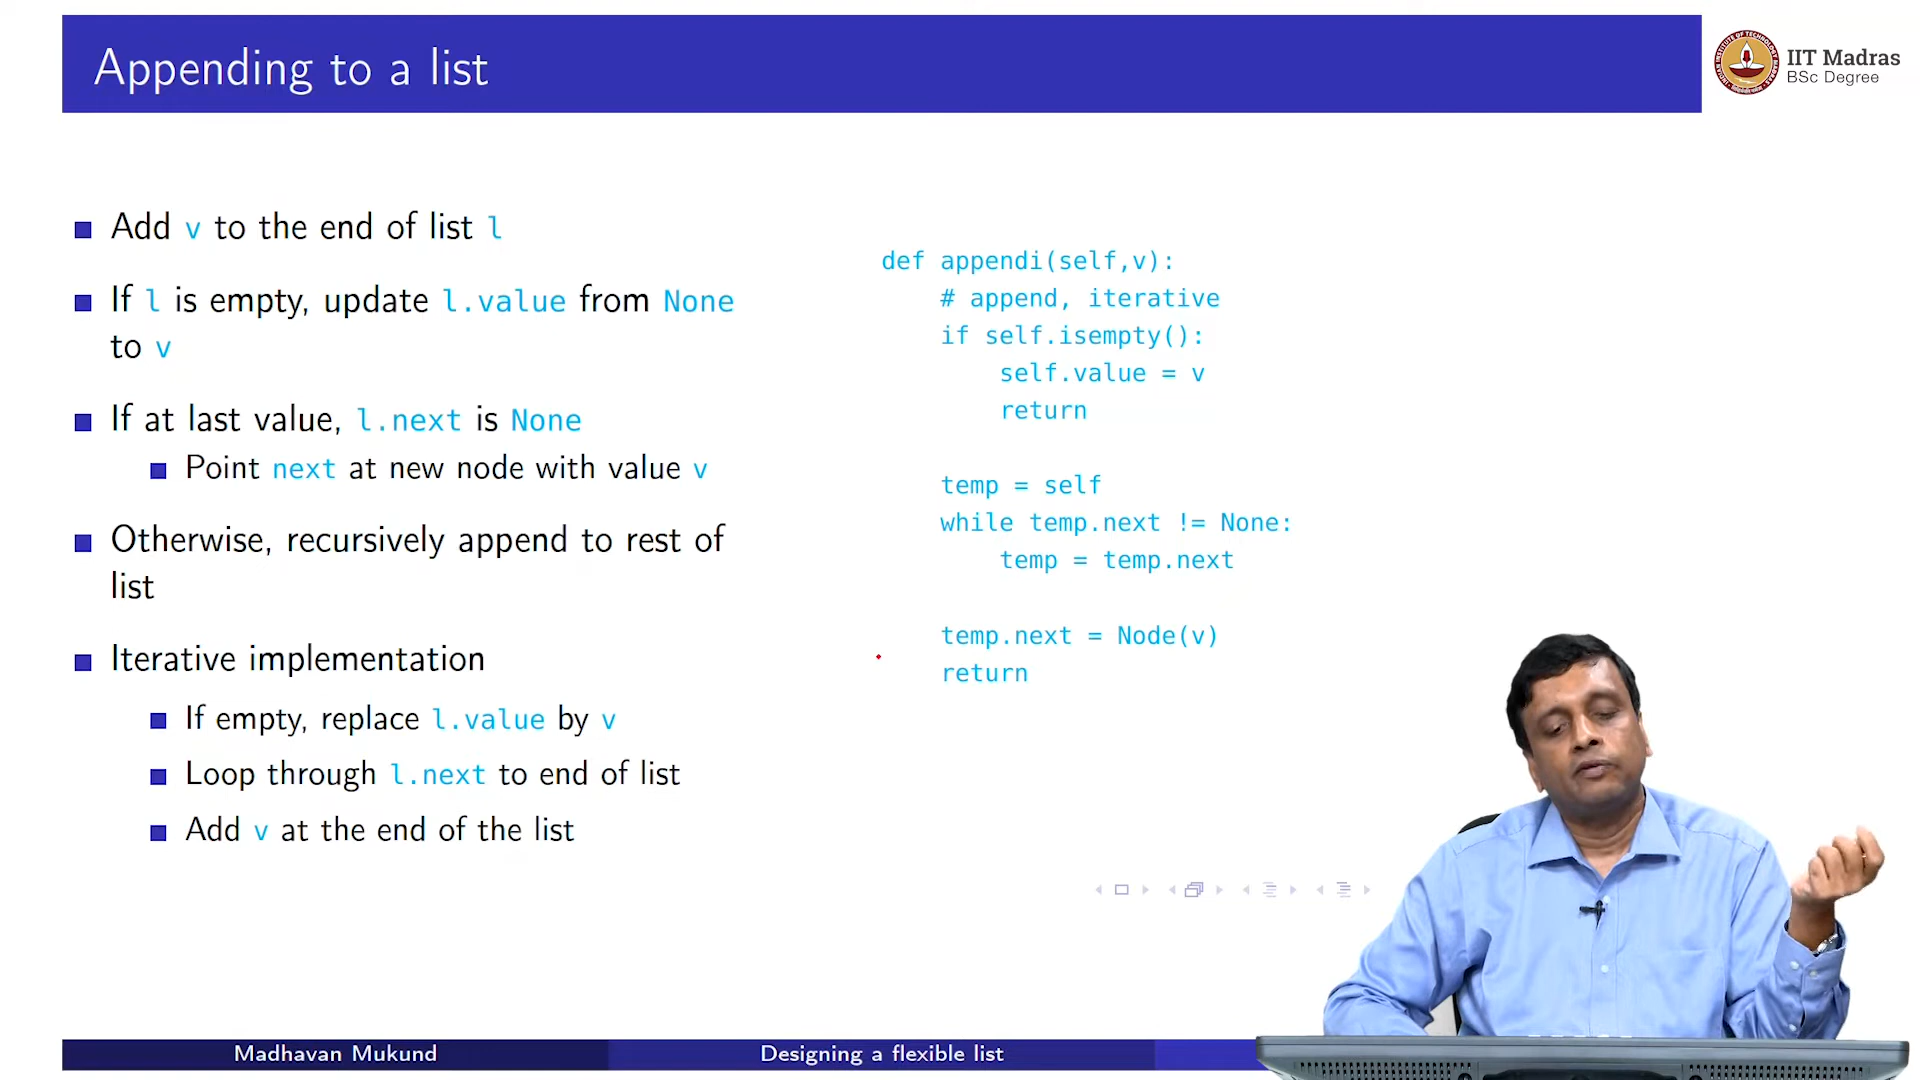 Appending to a list
IIT Madras
BSc Degree
Add v to the end of list l
If l is empty, update l.value from None
to v
If at last value, l.next is None
Point next at new node with value v
Otherwise, recursively append to rest of
list
Iterative implementation
If empty, replace l.value by v
Loop through l.next to end of list
Add v at the end of the list
def appendi(self,v):
    # append, iterative
    if self.isempty():
        self.value = v
        return
    temp = self
    while temp.next != None:
        temp = temp.next
    temp.next = Node(v)
    return
Madhavan Mukund
Designing a flexible list